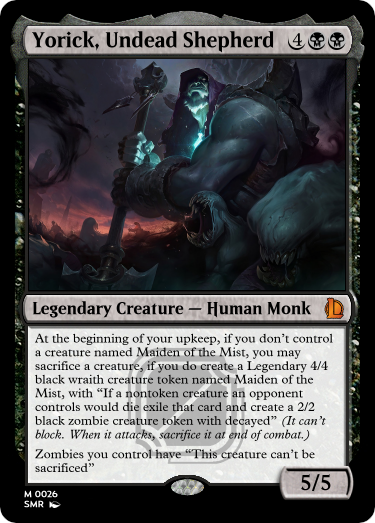 Yorick, Undead Shepherd 4
Legendary Creature — Human Monk
At the beginning of your upkeep, if you don't control
a creature named Maiden of the Mist, you may
sacrifice a creature, if you do create a Legendary 4/4
black wraith creature token named Maiden of the
Mist, with “If a nontoken creature an opponent
controls would die exile that card and create a 2/2
black zombie creature token with decayed” (It can't
block. When it attacks, sacrifice it at end of combat.)
Zombies you control have “This creature can't be
sacrificed”
5/5
M 0026
SMR